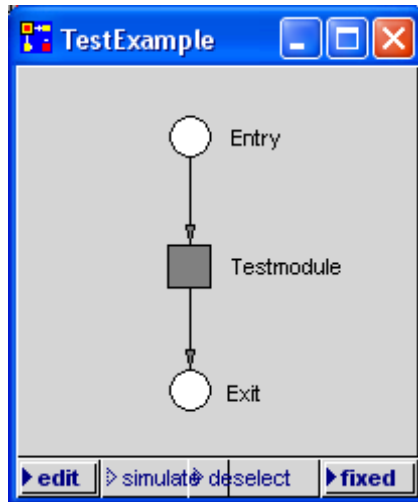 TestExample
Entry
Testmodule
Exit
edit simulate deselect fixed